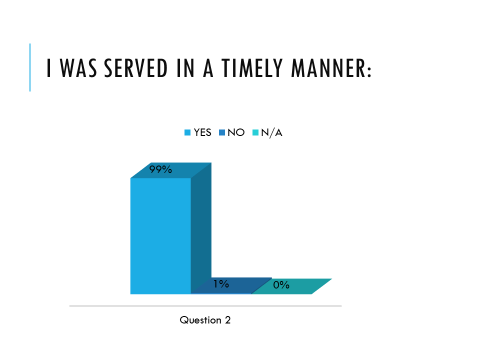 I WAS SERVED IN A TIMELY MANNER:
YES NO N/A
99%
1% 0%
Question 2